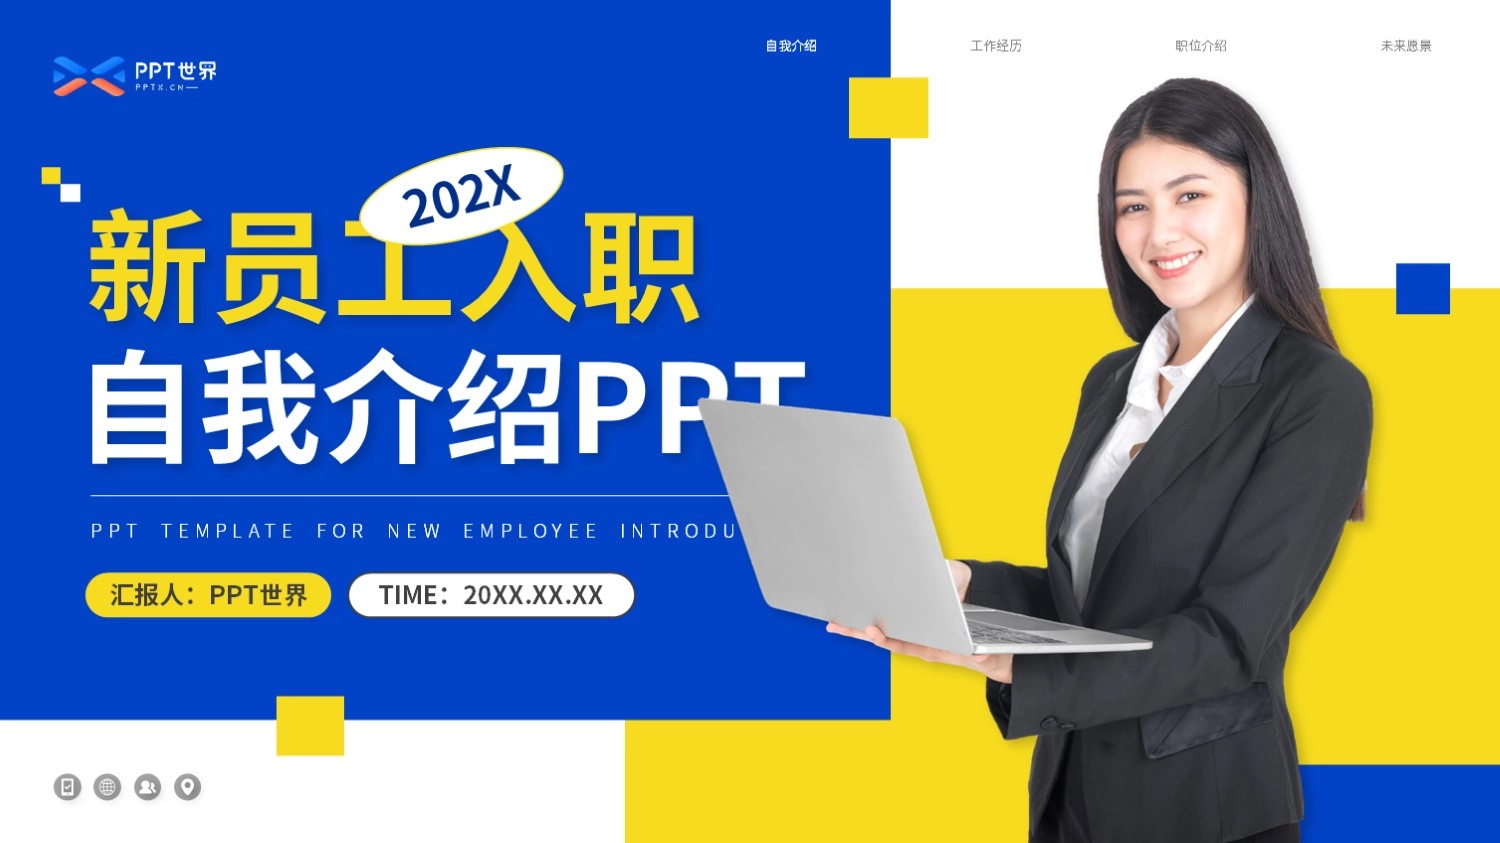 PPT世界
PPTX.CN
自我介绍
工作经历
职位介绍
未来愿景
202X
新员工入职
自我介绍PPT
PPT TEMPLATE FOR NEW EMPLOYEE INTRODU
汇报人：PPT世界
TIME：20XX.XX.XX